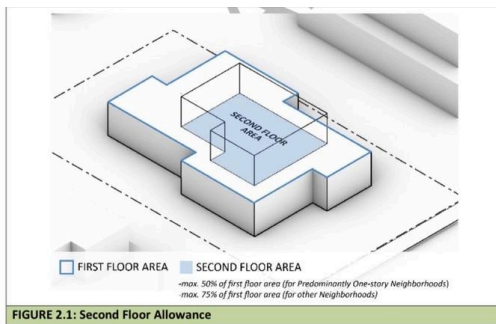 SECOND FLOOR
AREA
FIRST FLOOR AREA SECOND FLOOR AREA
-max. 50% of first floor area (for Predominantly One-story Neighborhoods)
-max. 75% of first floor area (for other Neighborhoods)
FIGURE 2.1: Second Floor Allowance